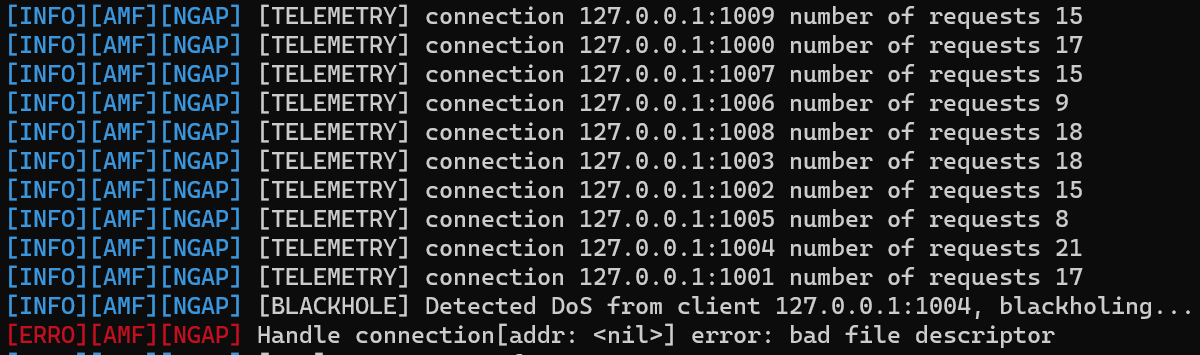 [INFO][AMF][NGAP] [TELEMETRY] connection 127.0.0.1:1009 number of requests 15
[INFO][AMF][NGAP] [TELEMETRY] connection 127.0.0.1:1000 number of requests 17
[INFO][AMF][NGAP] [TELEMETRY] connection 127.0.0.1:1007 number of requests 15
[INFO][AMF][NGAP] [TELEMETRY] connection 127.0.0.1:1006 number of requests 9
[INFO][AMF][NGAP] [TELEMETRY] connection 127.0.0.1:1008 number of requests 18
[INFO][AMF][NGAP] [TELEMETRY] connection 127.0.0.1:1003 number of requests 18
[INFO][AMF][NGAP] [TELEMETRY] connection 127.0.0.1:1002 number of requests 15
[INFO][AMF][NGAP] [TELEMETRY] connection 127.0.0.1:1005 number of requests 8
[INFO][AMF][NGAP] [TELEMETRY] connection 127.0.0.1:1004 number of requests 21
[INFO][AMF][NGAP] [TELEMETRY] connection 127.0.0.1:1001 number of requests 17
[INFO][AMF][NGAP] [BLACKHOLE] Detected DoS from client 127.0.0.1:1004, blackholing...
[ERRO][AMF][NGAP] Handle connection[addr: <nil>] error: bad file descriptor